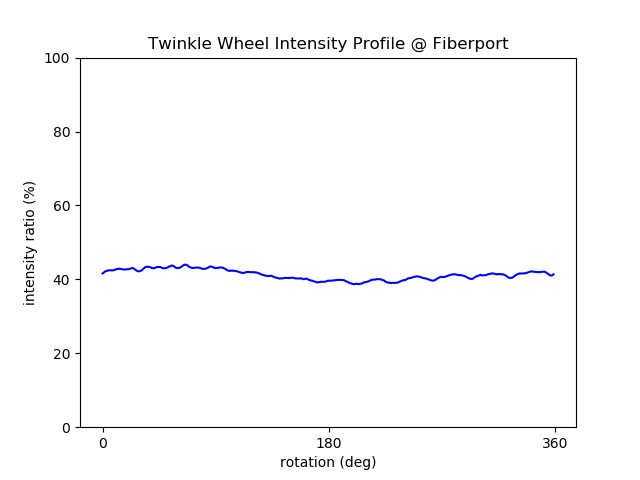 Twinkle Wheel Intensity Profile @ Fiberport
100
80
60
40
20
0
intensity ratio (%)
0 180 360
rotation (deg)